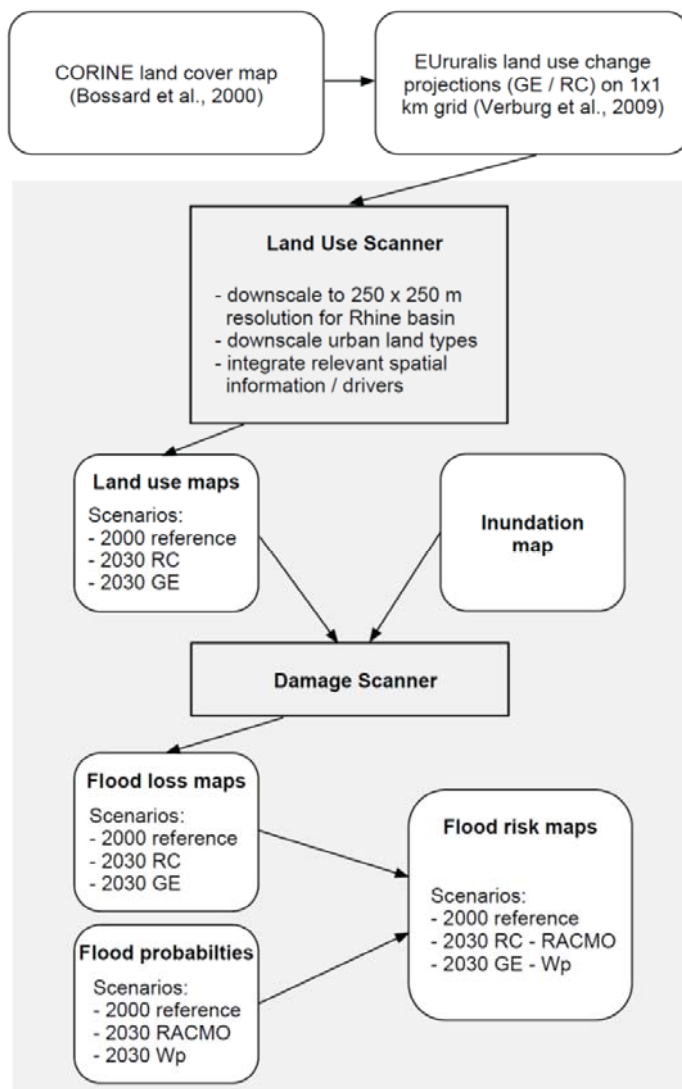 CORINE land cover map
(Bossard et al., 2000)
EUruralis land use change
projections (GE / RC) on 1x1
km grid (Verburg et al., 2009)
Land Use Scanner
- downscale to 250 x 250 m
resolution for Rhine basin
- downscale urban land types
- integrate relevant spatial
information / drivers
Land use maps
Scenarios:
- 2000 reference
- 2030 RC
- 2030 GE
Inundation
map
Damage Scanner
Flood loss maps
Scenarios:
- 2000 reference
- 2030 RC
- 2030 GE
Flood probabilties
Scenarios:
- 2000 reference
- 2030 RACMO
- 2030 Wp
Flood risk maps
Scenarios:
- 2000 reference
- 2030 RC - RACMO
- 2030 GE - Wp